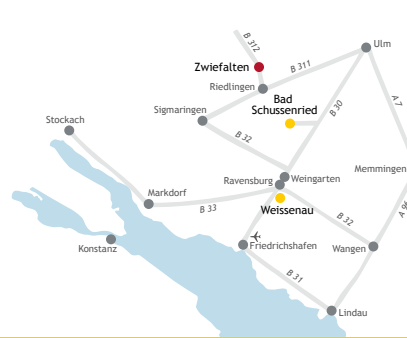 B 312
Ulm
Zwiefalten
B 311
Riedlingen
A 7
Bad
Schussenried
B 30
Sigmaringen
Stockach
B 32
Memmingen
Ravensburg
Weingarten
Markdorf
B 33
Weissenau
A 96
B 32
Konstanz
Friedrichshafen
Wangen
B 31
Lindau